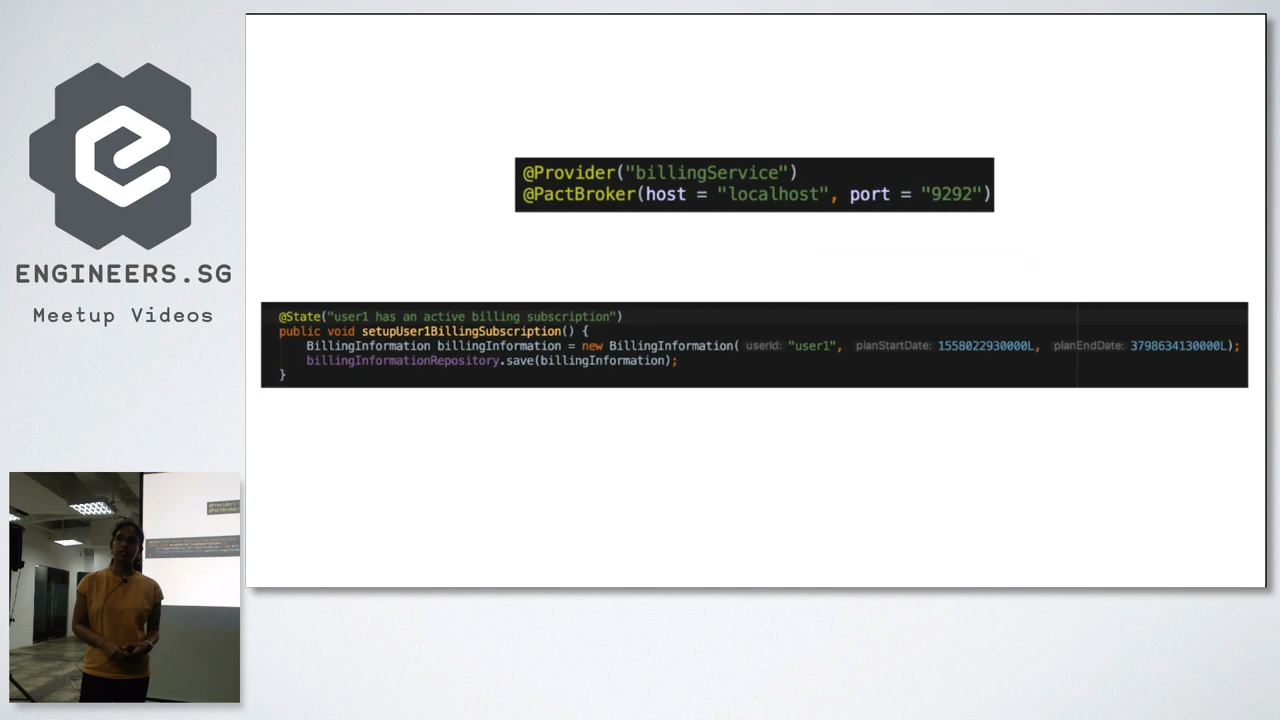 ENGINEERS.SG
Meetup Videos
@Provider("billingService")
@PactBroker(host = "localhost", port = "9292")
@State("user1 has an active billing subscription")
public void setupUser1BillingSubscription() {
BillingInformation billingInformation = new BillingInformation( userId: "user1", planStartDate: 1558022930000L, planEndDate: 3798634130000L);
billingInformationRepository.save(billingInformation);
}